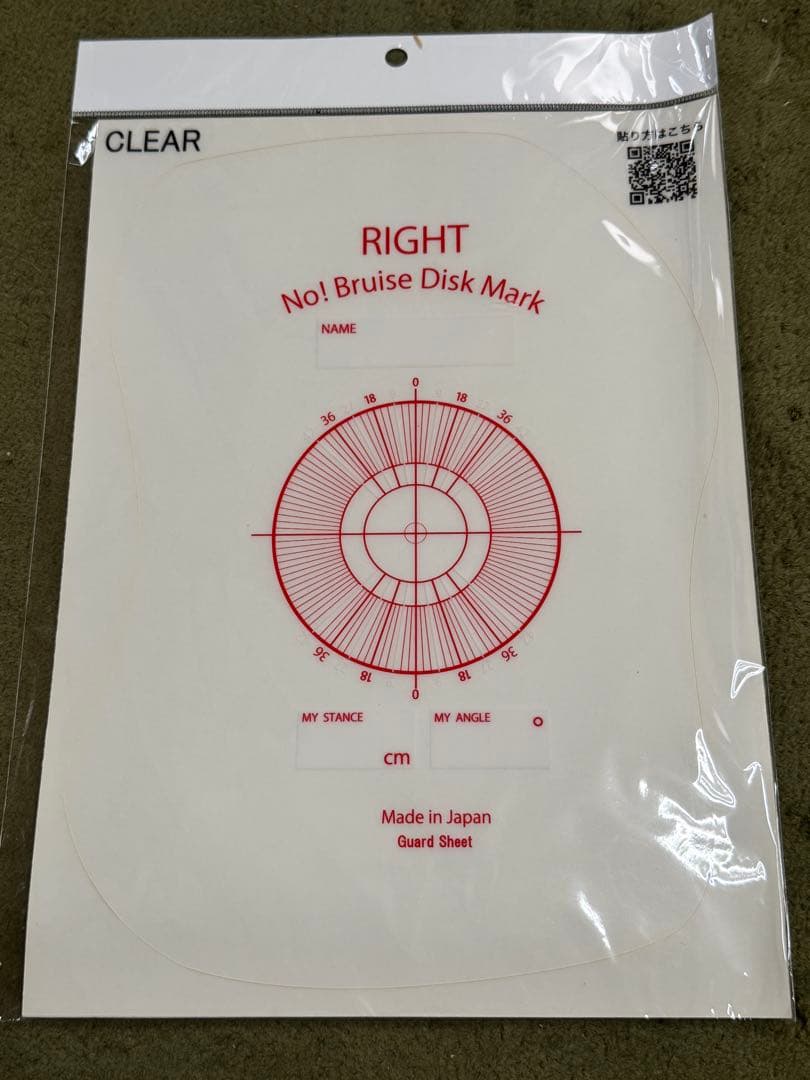 CLEAR
貼り方はこちら
RIGHT
No! Bruise Disk Mark
NAME
0
36 18 18 36
36 18 18 36
0
MY STANCE
cm
MY ANGLE
Made in Japan
Guard Sheet